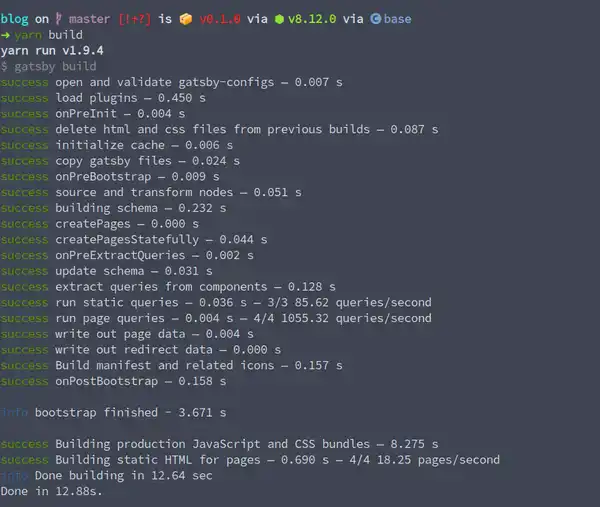 blog on master [!⇡?] is 📦 v0.1.0 via ⬢ v8.12.0 via C base
➜ yarn build
yarn run v1.9.4
$ gatsby build
success open and validate gatsby-configs — 0.007 s
success load plugins — 0.450 s
success onPreInit — 0.004 s
success delete html and css files from previous builds — 0.087 s
success initialize cache — 0.006 s
success copy gatsby files — 0.024 s
success onPreBootstrap — 0.009 s
success source and transform nodes — 0.051 s
success building schema — 0.232 s
success createPages — 0.000 s
success createPagesStatefully — 0.044 s
success onPreExtractQueries — 0.002 s
success update schema — 0.031 s
success extract queries from components — 0.128 s
success run static queries — 0.036 s — 3/3 85.62 queries/second
success run page queries — 0.004 s — 4/4 1055.32 queries/second
success write out page data — 0.004 s
success write out redirect data — 0.000 s
success Build manifest and related icons — 0.157 s
success onPostBootstrap — 0.158 s
info bootstrap finished - 3.671 s
success Building production JavaScript and CSS bundles — 8.275 s
success Building static HTML for pages — 0.690 s — 4/4 18.25 pages/second
info Done building in 12.64 sec
Done in 12.88s.